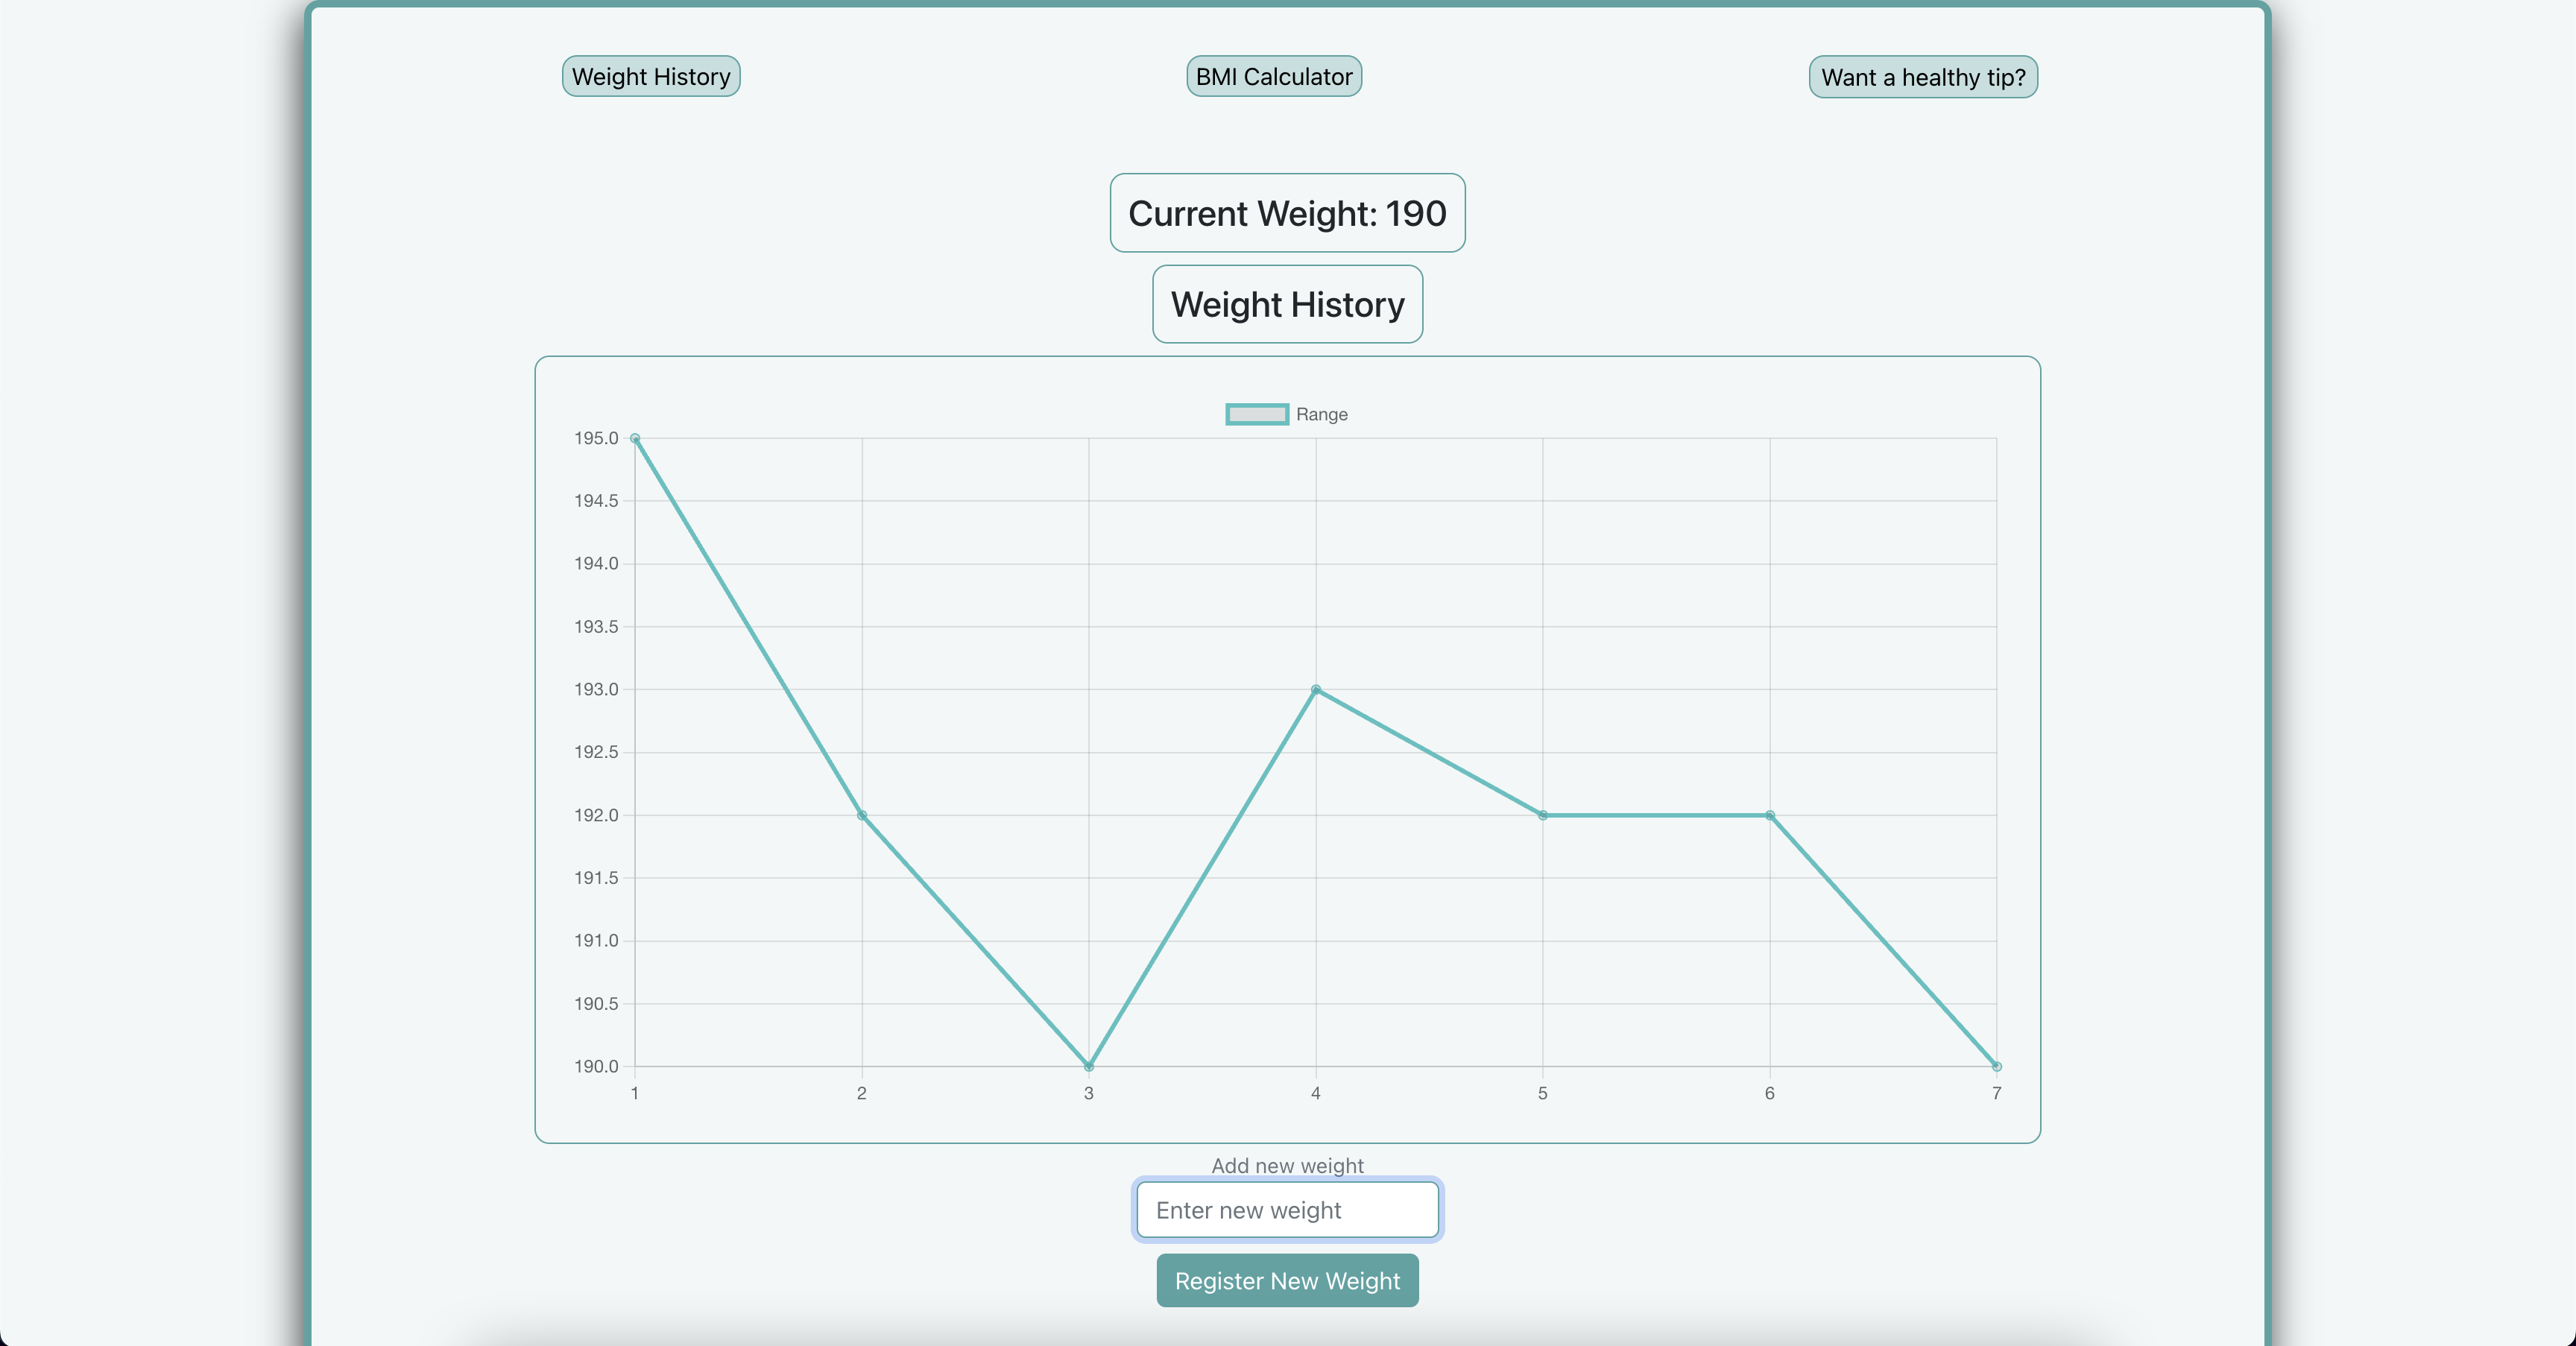 Weight History
BMI Calculator
Want a healthy tip?
Current Weight: 190
Weight History
Range
195.0
194.5
194.0
193.5
193.0
192.5
192.0
191.5
191.0
190.5
190.0
1 2 3 4 5 6 7
Add new weight
Enter new weight
Register New Weight